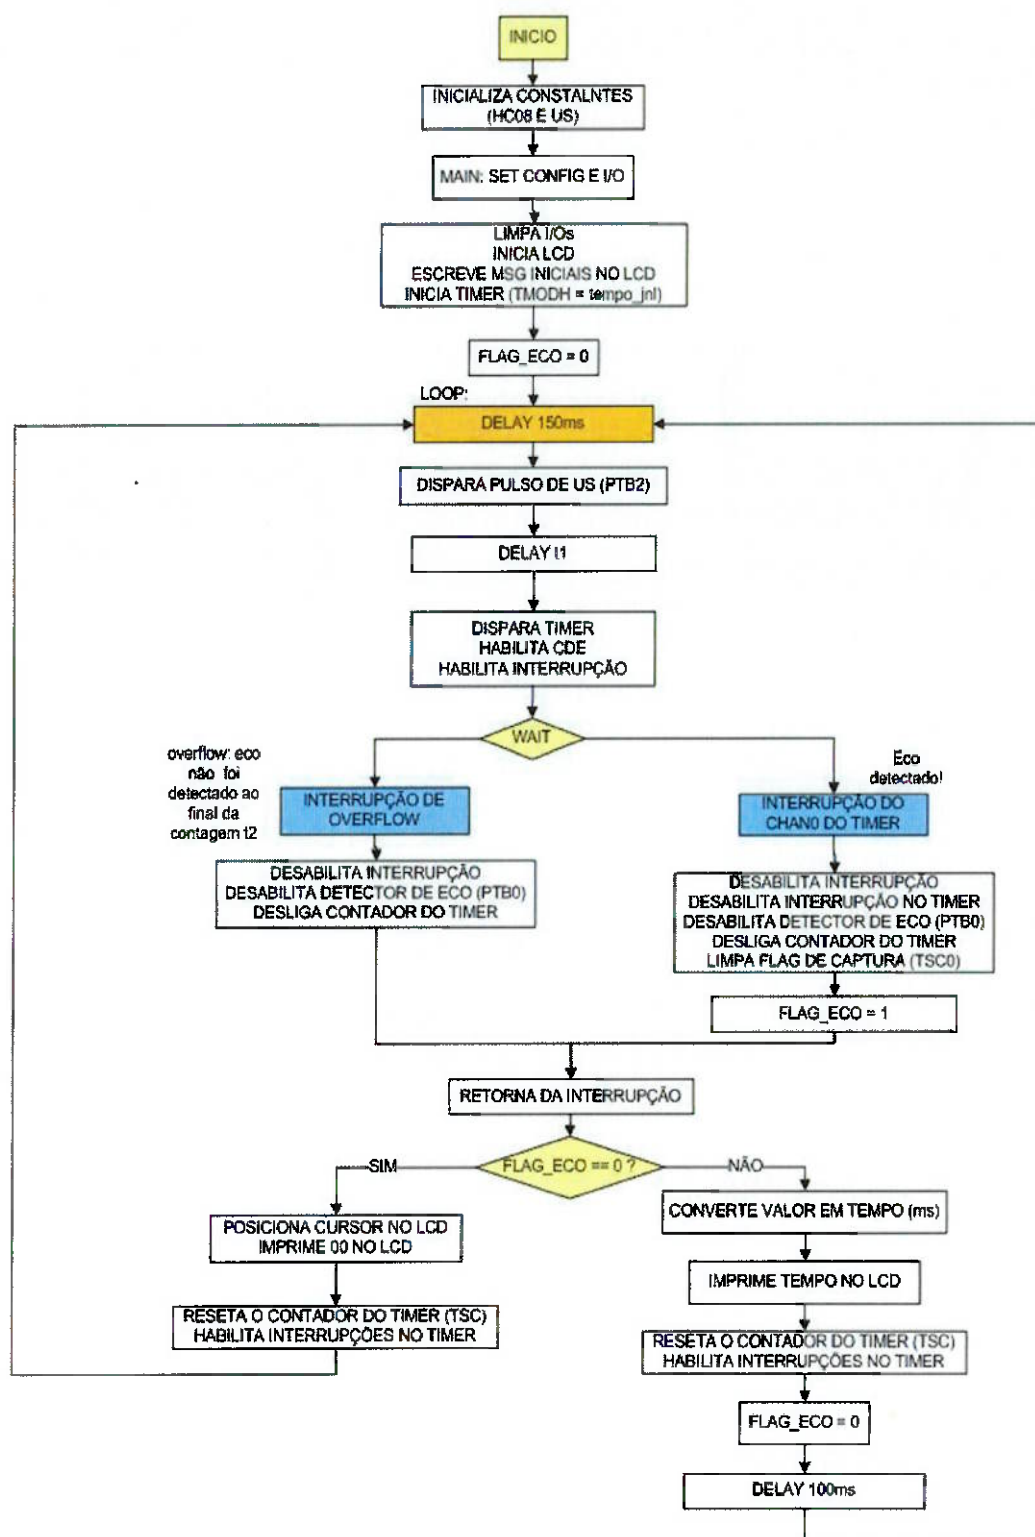 INICIO
INICIALIZA CONSTALNTES
(HC08 E US)
MAIN: SET CONFIG E I/O
LIMPA I/Os
INICIA LCD
ESCREVE MSG INICIAIS NO LCD
INICIA TIMER (TMODH = tempo_jnl)
FLAG_ECO = 0
LOOP:
DELAY 150ms
DISPARA PULSO DE US (PTB2)
DELAY t1
DISPARA TIMER
HABILITA CDE
HABILITA INTERRUPÇÃO
WAIT
overflow: eco
não foi
detectado ao
final da
contagem t2
INTERRUPÇÃO DE
OVERFLOW
DESABILITA INTERRUPÇÃO
DESABILITA DETECTOR DE ECO (PTB0)
DESLIGA CONTADOR DO TIMER
Eco
detectado!
INTERRUPÇÃO DO
CHAN0 DO TIMER
DESABILITA INTERRUPÇÃO
DESABILITA INTERRUPÇÃO NO TIMER
DESABILITA DETECTOR DE ECO (PTB0)
DESLIGA CONTADOR DO TIMER
LIMPA FLAG DE CAPTURA (TSC0)
FLAG_ECO = 1
RETORNA DA INTERRUPÇÃO
FLAG_ECO == 0 ?
SIM
NÃO
POSICIONA CURSOR NO LCD
IMPRIME 00 NO LCD
RESETA O CONTADOR DO TIMER (TSC)
HABILITA INTERRUPÇÕES NO TIMER
CONVERTE VALOR EM TEMPO (ms)
IMPRIME TEMPO NO LCD
RESETA O CONTADOR DO TIMER (TSC)
HABILITA INTERRUPÇÕES NO TIMER
FLAG_ECO = 0
DELAY 100ms